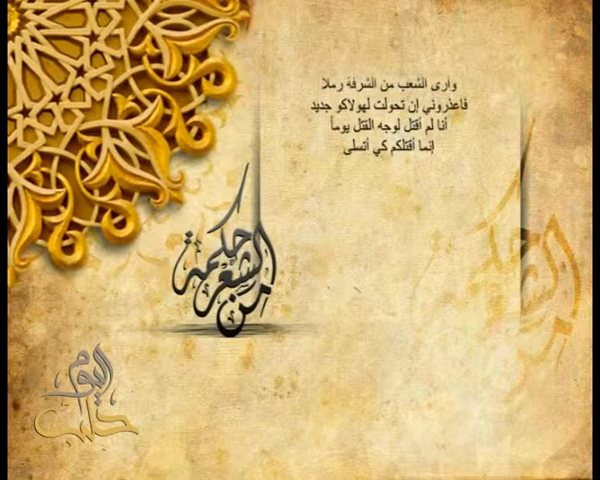 وأرى الشعب من الشرفة رملا
فاعذروني إن تحولت لهولاكو جديد
أنا لم أقتل لوجه القتل يوماً
إنما أقتلكم كي أتسلى
حكمة
الشعر
من
اليوم
حلب